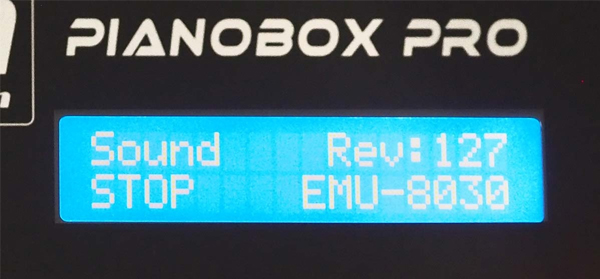 PIANOBOX PRO
Sound Rev:127
STOP EMU-8030